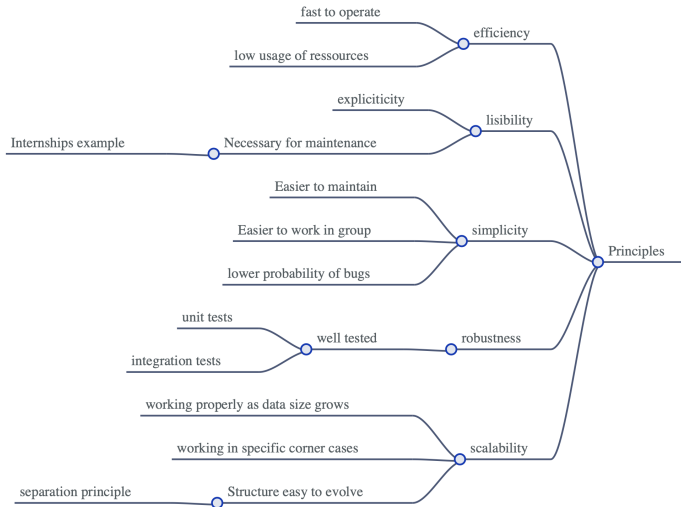 fast to operate
efficiency
low usage of ressources
expliciticity
lisibility
Internships example
Necessary for maintenance
Easier to maintain
Easier to work in group
simplicity
lower probability of bugs
Principles
unit tests
well tested
robustness
integration tests
working properly as data size grows
working in specific corner cases
scalability
separation principle
Structure easy to evolve